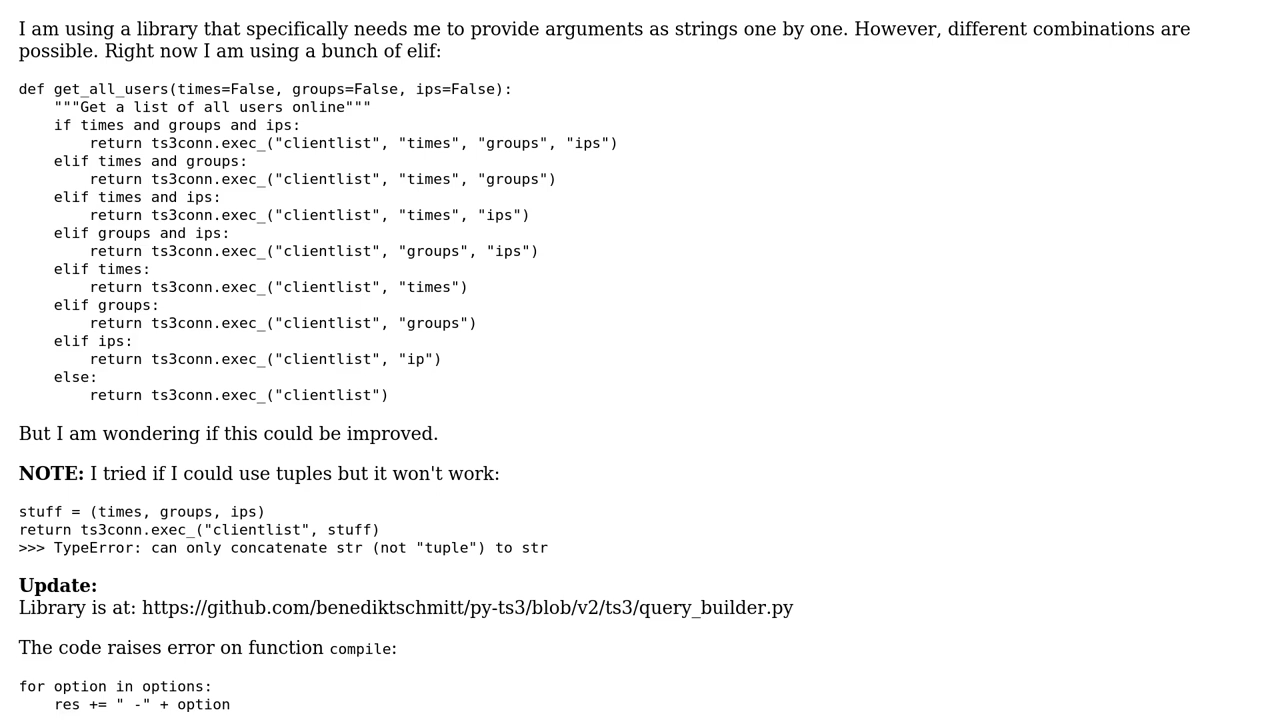 I am using a library that specifically needs me to provide arguments as strings one by one. However, different combinations are
possible. Right now I am using a bunch of elif:
def get_all_users(times=False, groups=False, ips=False):
    """Get a list of all users online"""
    if times and groups and ips:
        return ts3conn.exec_("clientlist", "times", "groups", "ips")
    elif times and groups:
        return ts3conn.exec_("clientlist", "times", "groups")
    elif times and ips:
        return ts3conn.exec_("clientlist", "times", "ips")
    elif groups and ips:
        return ts3conn.exec_("clientlist", "groups", "ips")
    elif times:
        return ts3conn.exec_("clientlist", "times")
    elif groups:
        return ts3conn.exec_("clientlist", "groups")
    elif ips:
        return ts3conn.exec_("clientlist", "ip")
    else:
        return ts3conn.exec_("clientlist")
But I am wondering if this could be improved.
NOTE: I tried if I could use tuples but it won't work:
stuff = (times, groups, ips)
return ts3conn.exec_("clientlist", stuff)
>>> TypeError: can only concatenate str (not "tuple") to str
Update:
Library is at: https://github.com/benediktschmitt/py-ts3/blob/v2/ts3/query_builder.py
The code raises error on function compile:
for option in options:
    res += " -" + option